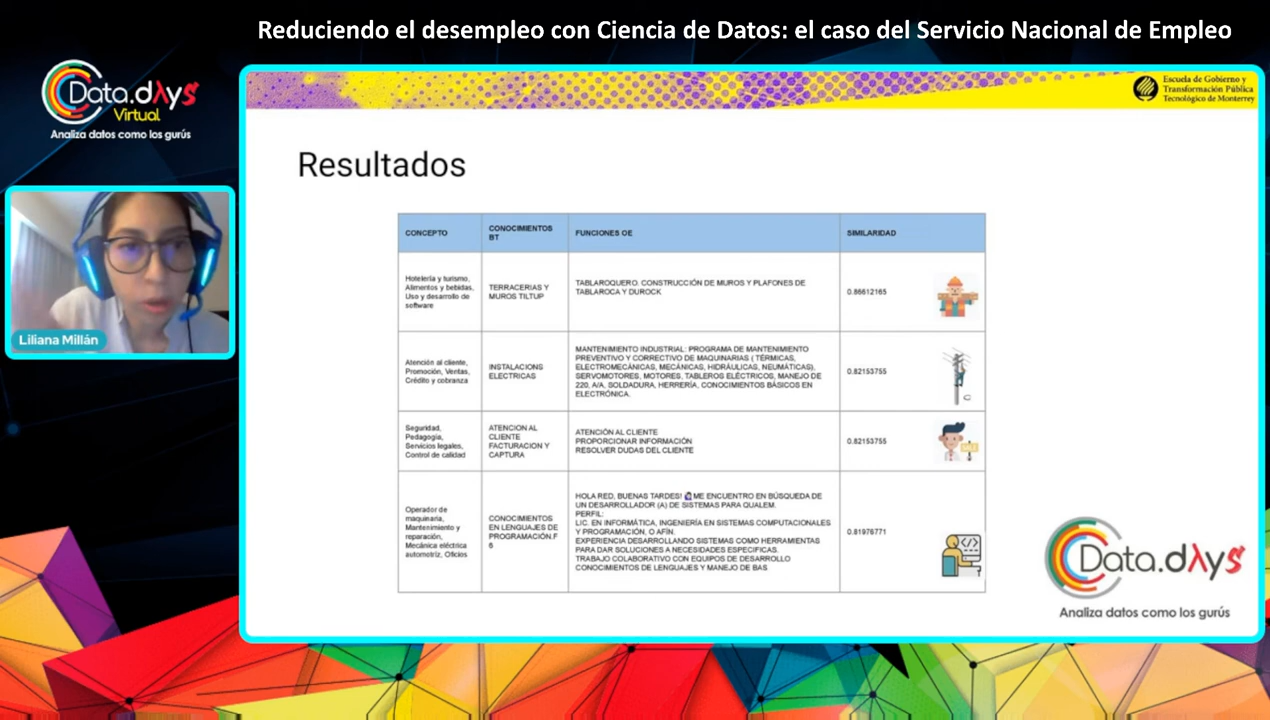 Reduciendo el desempleo con Ciencia de Datos: el caso del Servicio Nacional de Empleo
Data.dλys
Virtual
Analiza datos como los gurús
Liliana Millán
Escuela de Gobierno y
Transformación Pública
Tecnológico de Monterrey
Resultados
CONCEPTO
CONOCIMIENTOS
BT
FUNCIONES OE
SIMILARIDAD
Hotelería y turismo,
Alimentos y bebidas,
Uso y desarrollo de
software
TERRACERIAS Y
MUROS TILTUP
TABLAROQUERO. CONSTRUCCIÓN DE MUROS Y PLAFONES DE
TABLAROCA Y DUROCK
0.86612165
Atención al cliente,
Promoción, Ventas,
Crédito y cobranza
INSTALACIONS
ELECTRICAS
MANTENIMIENTO INDUSTRIAL: PROGRAMA DE MANTENIMIENTO
PREVENTIVO Y CORRECTIVO DE MAQUINARIAS ( TÉRMICAS,
ELECTROMECÁNICAS, MECÁNICAS, HIDRÁULICAS, NEUMÁTICAS),
SERVOMOTORES, MOTORES, TABLEROS ELÉCTRICOS, MANEJO DE
220, A/A, SOLDADURA, HERRERÍA, CONOCIMIENTOS BÁSICOS EN
ELECTRÓNICA.
0.82153755
Seguridad,
Pedagogía,
Servicios legales,
Control de calidad
ATENCION AL
CLIENTE
FACTURACION Y
CAPTURA
ATENCIÓN AL CLIENTE
PROPORCIONAR INFORMACIÓN
RESOLVER DUDAS DEL CLIENTE
0.82153755
Operador de
maquinaria,
Mantenimiento y
reparación,
Mecánica eléctrica
automotriz, Oficios
CONOCIMIENTOS
EN LENGUAJES DE
PROGRAMACIÓN.F
6
HOLA RED, BUENAS TARDES! 🙋🏻‍♀️ME ENCUENTRO EN BÚSQUEDA DE
UN DESARROLLADOR (A) DE SISTEMAS PARA QUALEM.
PERFIL:
LIC. EN INFORMÁTICA, INGENIERÍA EN SISTEMAS COMPUTACIONALES
Y PROGRAMACIÓN, O AFÍN.
EXPERIENCIA DESARROLLANDO SISTEMAS COMO HERRAMIENTAS
PARA DAR SOLUCIONES A NECESIDADES ESPECIFICAS.
TRABAJO COLABORATIVO CON EQUIPOS DE DESARROLLO
CONOCIMIENTOS DE LENGUAJES Y MANEJO DE BAS
0.81976771
Data.dλys
Analiza datos como los gurús